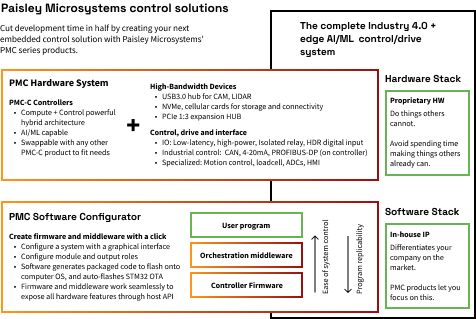 Paisley Microsystems control solutions
Cut development time in half by creating your next
embedded control solution with Paisley Microsystems'
PMC series products.
The complete Industry 4.0 +
edge AI/ML control/drive
system
PMC Hardware System
PMC-C Controllers
• Compute + Control powerful
hybrid architecture
• AI/ML capable
• Swappable with any other
PMC-C product to fit needs
+
High-Bandwidth Devices
• USB3.0 hub for CAM, LIDAR
• NVMe, cellular cards for storage and connectivity
• PCIe 1:3 expansion HUB
Control, drive and interface
• IO: Low-latency, high-power, Isolated relay, HDR digital input
• Industrial control: CAN, 4-20mA, PROFIBUS-DP (on controller)
• Specialized: Motion control, loadcell, ADCs, HMI
Hardware Stack
Proprietary HW
Do things others
cannot.
Avoid spending time
making things others
already can.
PMC Software Configurator
Create firmware and middleware with a click
• Configure a system with a graphical interface
• Configure module and output roles
• Software generates packaged code to flash onto
computer OS, and auto-flashes STM32 OTA
• Firmware and middleware work seamlessly to
expose all hardware features through host API
User program
Orchestration middleware
Controller Firmware
Ease of system control
Program replicability
Software Stack
In-house IP
Differentiates your
company on the
market.
PMC products let you
focus on this.